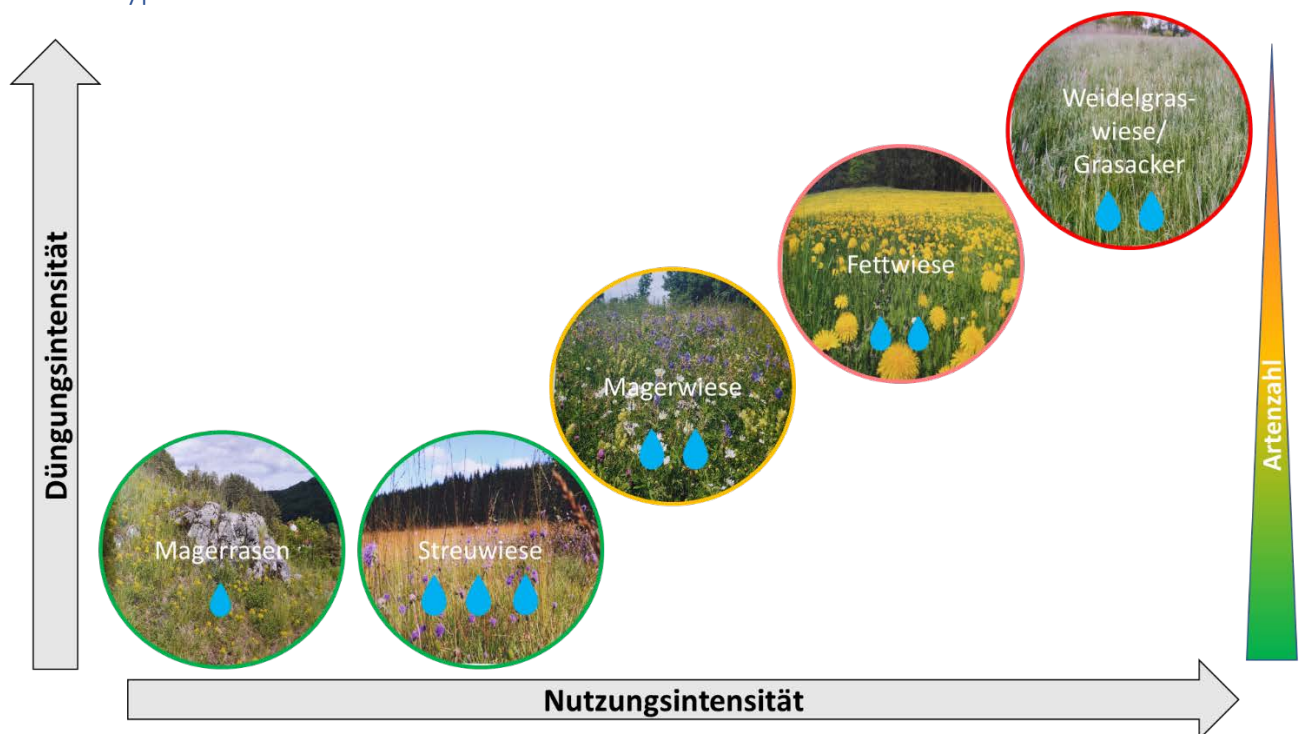 Weidelgras-
wiese/
Grasacker
Fettwiese
Magerwiese
Magerrasen
Streuwiese
Düngungsintensität
Artenzahl
Nutzungsintensität